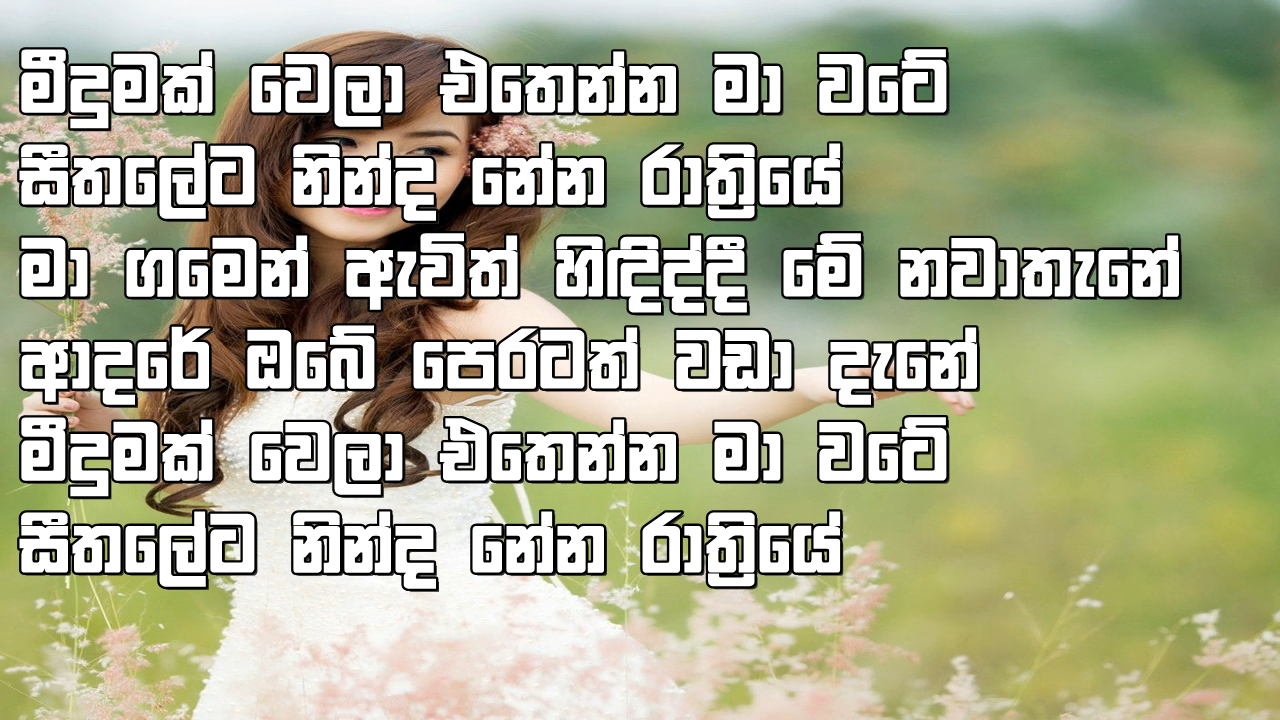 මීදුමක් වෙලා එතෙන්න මා වටේ
සීතලේට නින්ද නේන රාත්‍රියේ
මා ගමෙන් ඇවිත් හිඳිද්දී මේ නවාතැනේ
ආදරේ ඔබේ පෙරටත් වඩා දැනේ
මීදුමක් වෙලා එතෙන්න මා වටේ
සීතලේට නින්ද නේන රාත්‍රියේ